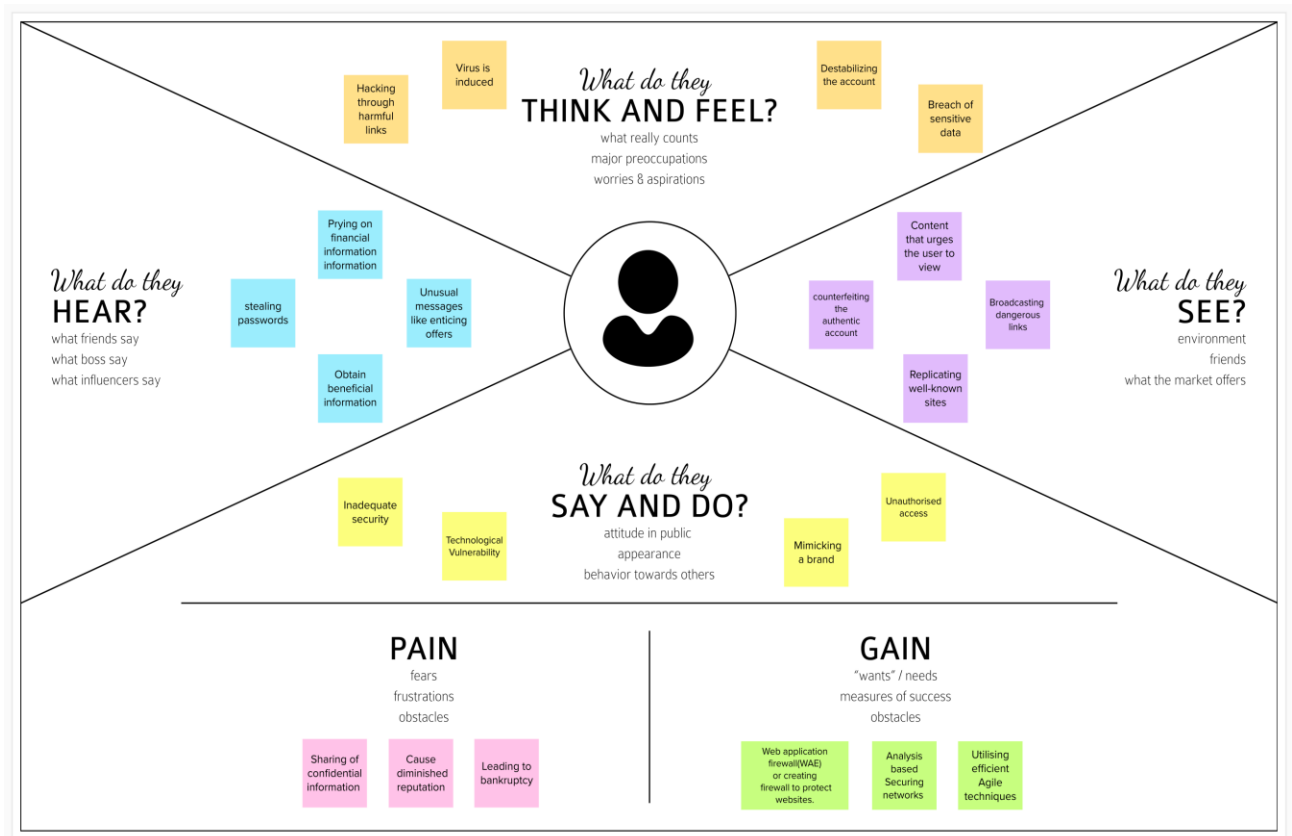 Virus is
induced
Hacking
through
harmful
links
What do they
THINK AND FEEL?
what really counts
major preoccupations
worries & aspirations
Destabilizing
the account
Breach of
sensitive
data
What do they
HEAR?
what friends say
what boss say
what influencers say
Prying on
financial
information
information
stealing
passwords
Unusual
messages
like enticing
offers
Obtain
beneficial
information
Content
that urges
the user to
view
counterfeiting
the
authentic
account
Broadcasting
dangerous
links
Replicating
well-known
sites
What do they
SEE?
environment
friends
what the market offers
What do they
SAY AND DO?
attitude in public
appearance
behavior towards others
Inadequate
security
Technological
Vulnerability
Mimicking
a brand
Unauthorised
access
PAIN
fears
frustrations
obstacles
Sharing of
confidential
information
Cause
diminished
reputation
Leading to
bankruptcy
GAIN
“wants” / needs
measures of success
obstacles
Web application
firewall(WAE)
or creating
firewall to protect
websites.
Analysis
based
Securing
networks
Utilising
efficient
Agile
techniques